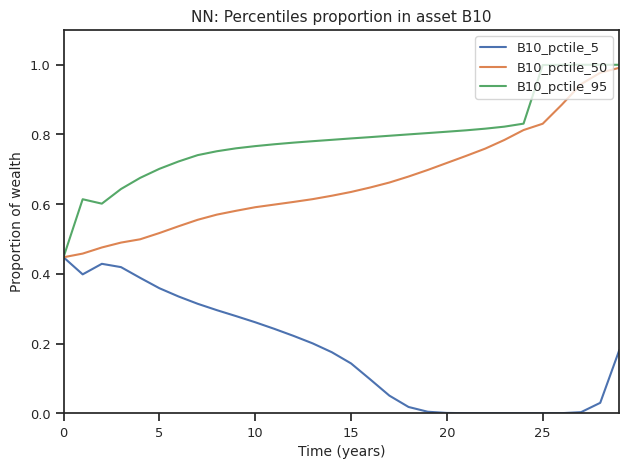 NN: Percentiles proportion in asset B10
B10_pctile_5
B10_pctile_50
B10_pctile_95
Proportion of wealth
1.0
0.8
0.6
0.4
0.2
0.0
0 5 10 15 20 25
Time (years)